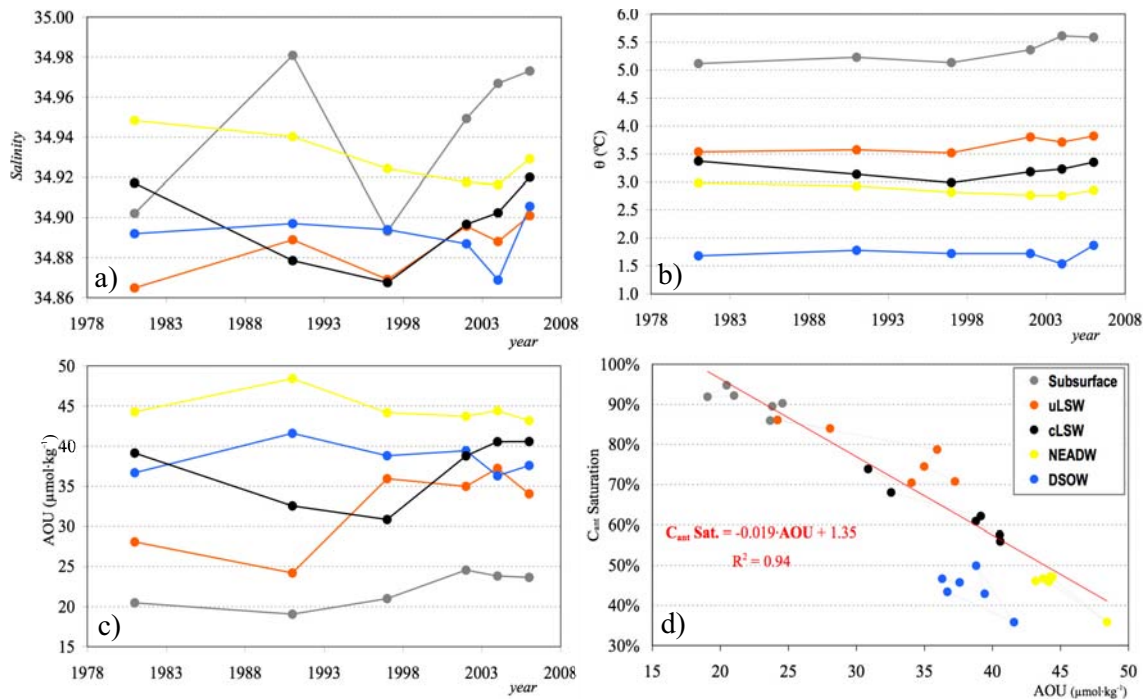 35.00
34.98
34.96
34.94
34.92
34.90
34.88
34.86
Salinity
a)
1978 1983 1988 1993 1998 2003 2008
year
6.0
5.5
5.0
4.5
4.0
3.5
3.0
2.5
2.0
1.5
1.0
θ (ºC)
b)
1978 1983 1988 1993 1998 2003 2008
year
50
45
40
35
30
25
20
15
AOU (μmol·kg⁻¹)
c)
1978 1983 1988 1993 1998 2003 2008
year
100%
90%
80%
70%
60%
50%
40%
30%
Cant Saturation
Subsurface
uLSW
cLSW
NEADW
DSOW
Cant Sat. = -0.019·AOU + 1.35
R² = 0.94
d)
15 20 25 30 35 40 45 50
AOU (μmol·kg⁻¹)